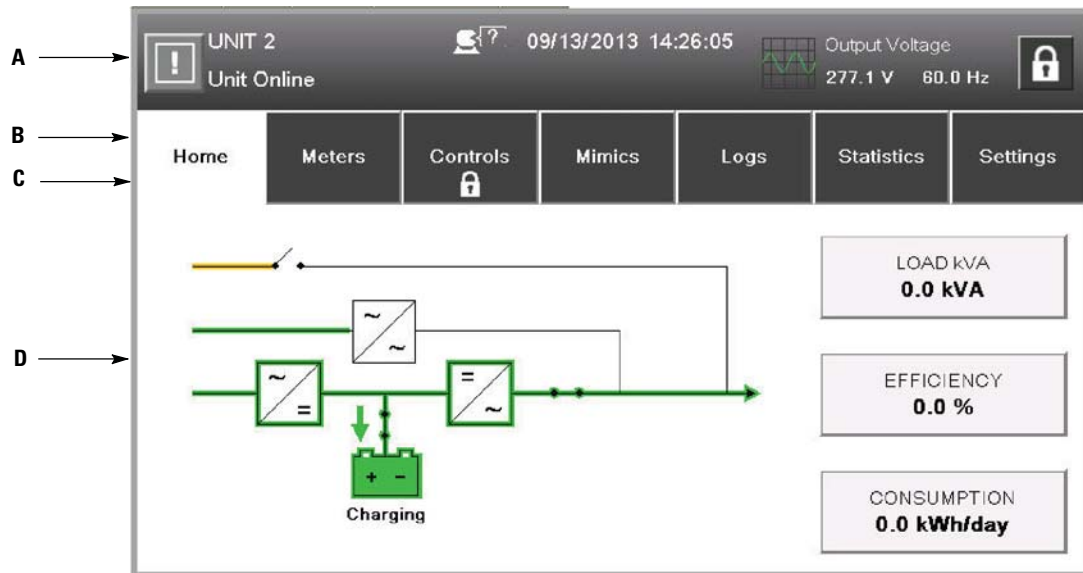 UNIT 2
Unit Online
? 09/13/2013 14:26:05
Output Voltage
277.1 V 60.0 Hz
A
B
C
D
Home Meters Controls Mimics Logs Statistics Settings
LOAD kVA
0.0 kVA
EFFICIENCY
0.0 %
CONSUMPTION
0.0 kWh/day
~
~
~
=
=
~
+ -
Charging